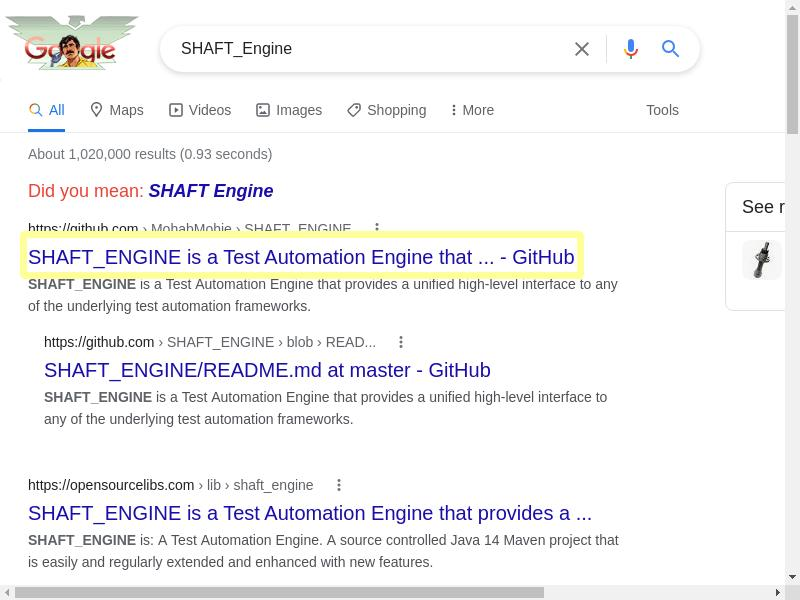 Google
SHAFT_Engine
All Maps Videos Images Shopping More Tools
About 1,020,000 results (0.93 seconds)
Did you mean: SHAFT Engine
https://github.com › MohabMohie › SHAFT_ENGINE
SHAFT_ENGINE is a Test Automation Engine that ... - GitHub
SHAFT_ENGINE is a Test Automation Engine that provides a unified high-level interface to any
of the underlying test automation frameworks.
https://github.com › SHAFT_ENGINE › blob › READ...
SHAFT_ENGINE/README.md at master - GitHub
SHAFT_ENGINE is a Test Automation Engine that provides a unified high-level interface to
any of the underlying test automation frameworks.
https://opensourcelibs.com › lib › shaft_engine
SHAFT_ENGINE is a Test Automation Engine that provides a ...
SHAFT_ENGINE is: A Test Automation Engine. A source controlled Java 14 Maven project that
is easily and regularly extended and enhanced with new features.
See r